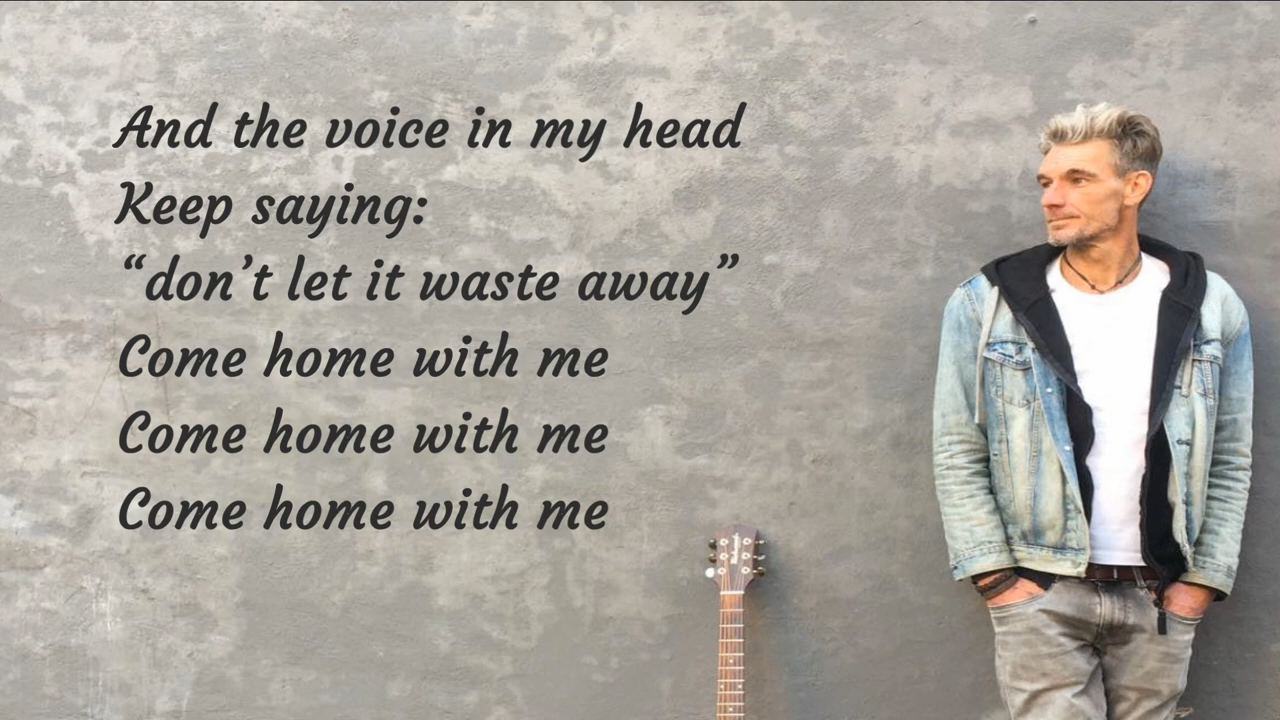 And the voice in my head
Keep saying:
“don’t let it waste away”
Come home with me
Come home with me
Come home with me